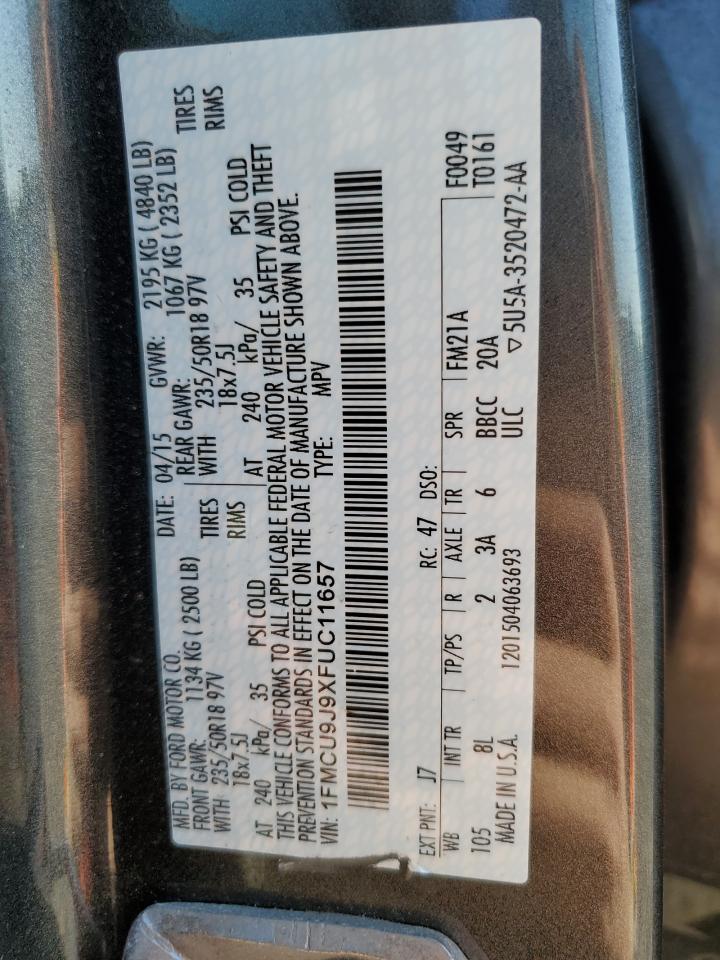 MFD. BY FORD MOTOR CO. DATE: 04/15 GVWR: 2195 KG ( 4840 LB)
FRONT GAWR: 1134 KG ( 2500 LB) REAR GAWR: 1067 KG ( 2352 LB)
WITH: 235/50R18 97V TIRES WITH 235/50R18 97V TIRES
18x7.5J RIMS 18x7.5J RIMS
AT 240 kPa/ 35 PSI COLD AT 240 kPa/ 35 PSI COLD
THIS VEHICLE CONFORMS TO ALL APPLICABLE FEDERAL MOTOR VEHICLE SAFETY AND THEFT
PREVENTION STANDARDS IN EFFECT ON THE DATE OF MANUFACTURE SHOWN ABOVE.
VIN: 1FMCU9J9XFUC11657 TYPE: MPV
EXT PNT: J7 RC: 47 DSO: F0049
WB INT TR TP/PS R AXLE TR SPR FM21A T0161
105 8L 2 3A 6 BBCC 20A
MADE IN U.S.A. 1201504063693 ULC ▽5U5A-3520472-AA